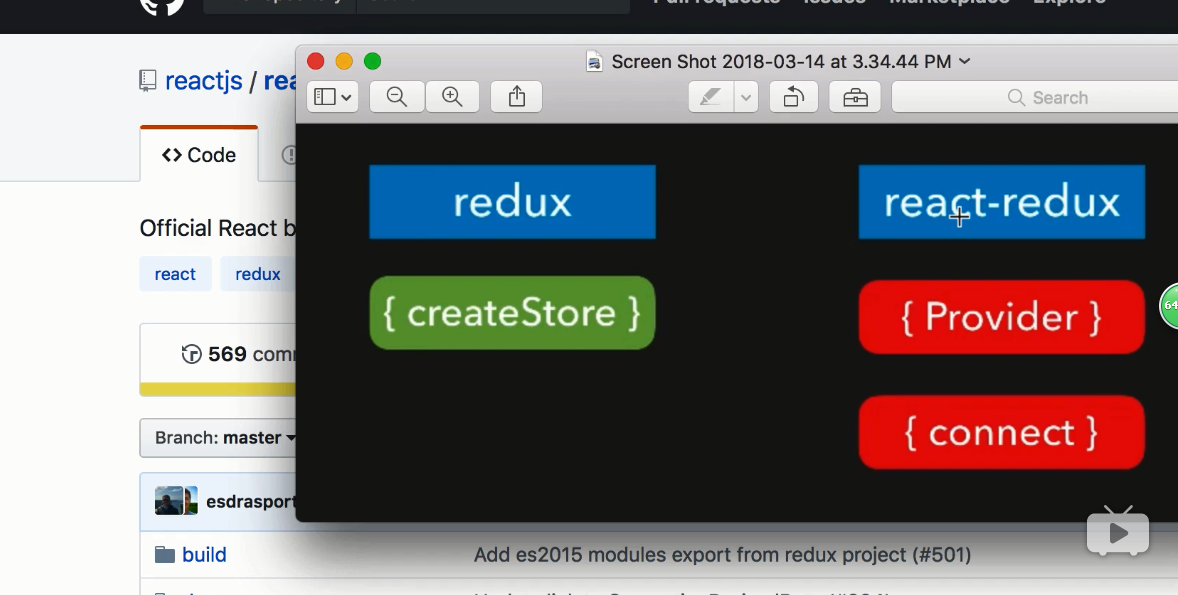 Pull requests Issues Marketplace Explore
reactjs / rea
Screen Shot 2018-03-14 at 3.34.44 PM
Search
Code
redux
react-redux
Official React b
react redux
{ createStore }
{ Provider }
64
569 comm
{ connect }
Branch: master
esdrasport
build
Add es2015 modules export from redux project (#501)